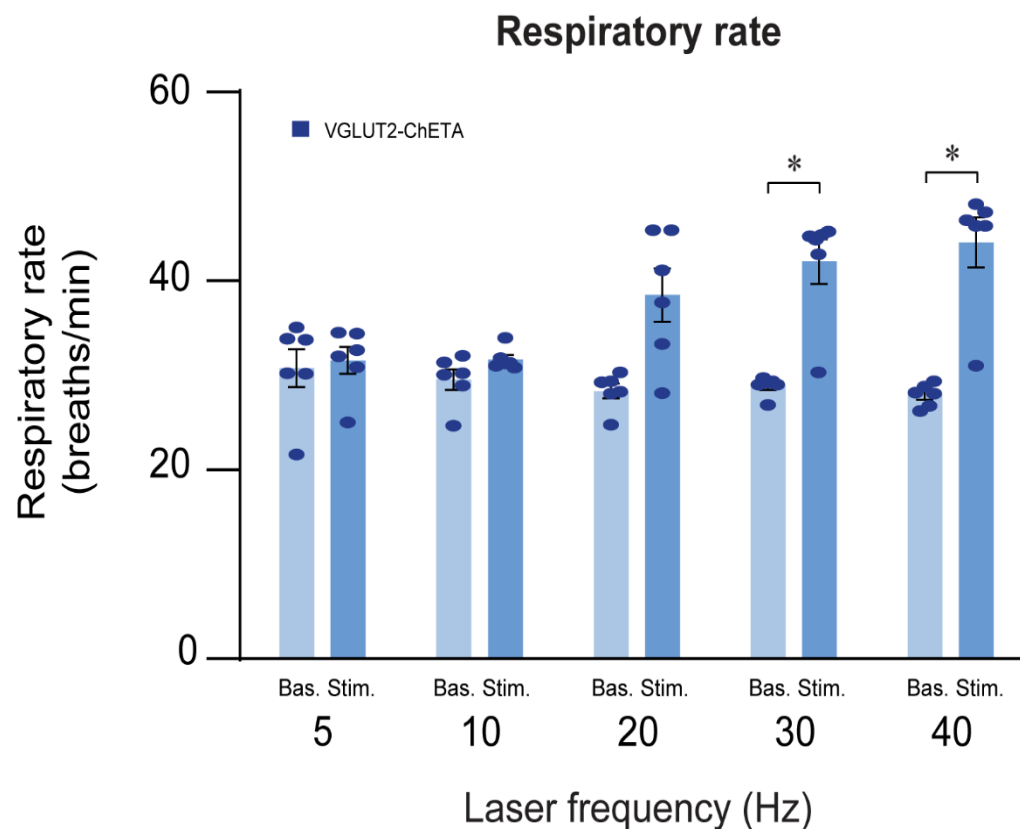 Respiratory rate
VGLUT2-ChETA
Respiratory rate
(breaths/min)
60
40
20
0
*
*
Bas. Stim. Bas. Stim. Bas. Stim. Bas. Stim. Bas. Stim.
5 10 20 30 40
Laser frequency (Hz)